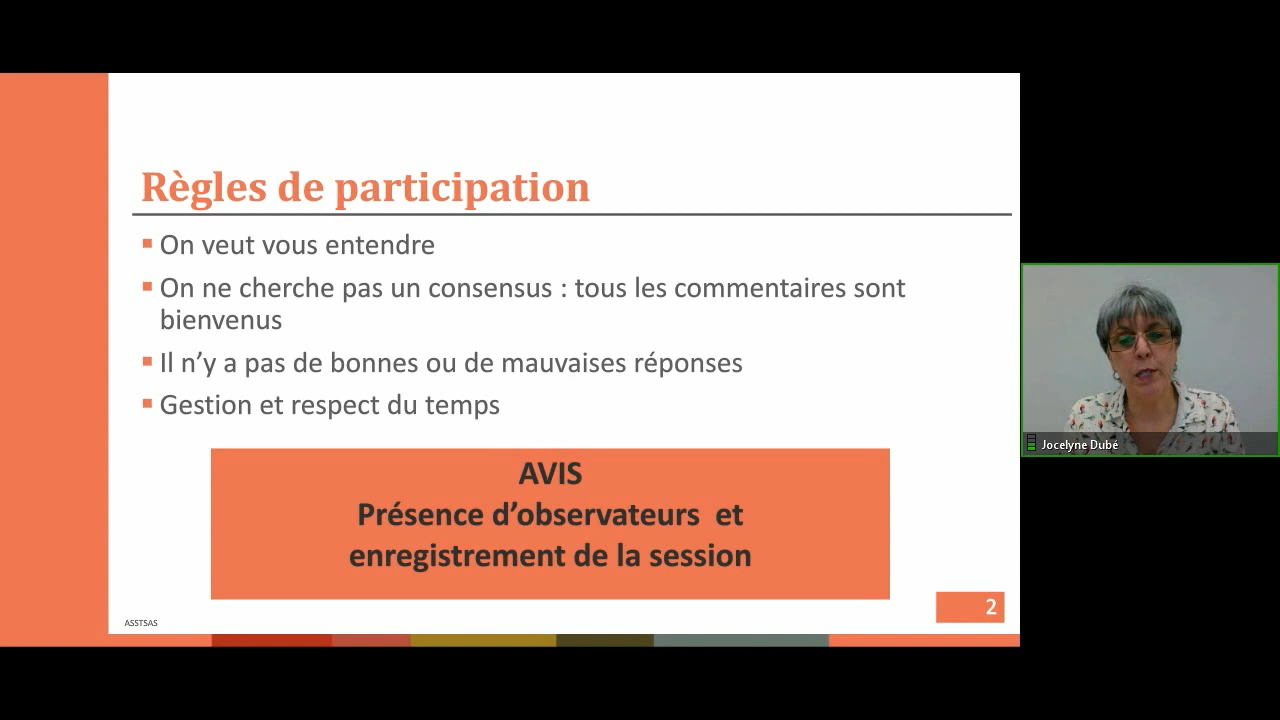 Règles de participation
On veut vous entendre
On ne cherche pas un consensus : tous les commentaires sont
bienvenus
Il n’y a pas de bonnes ou de mauvaises réponses
Gestion et respect du temps
AVIS
Présence d’observateurs et
enregistrement de la session
2
ASSTSAS
Jocelyne Dubé